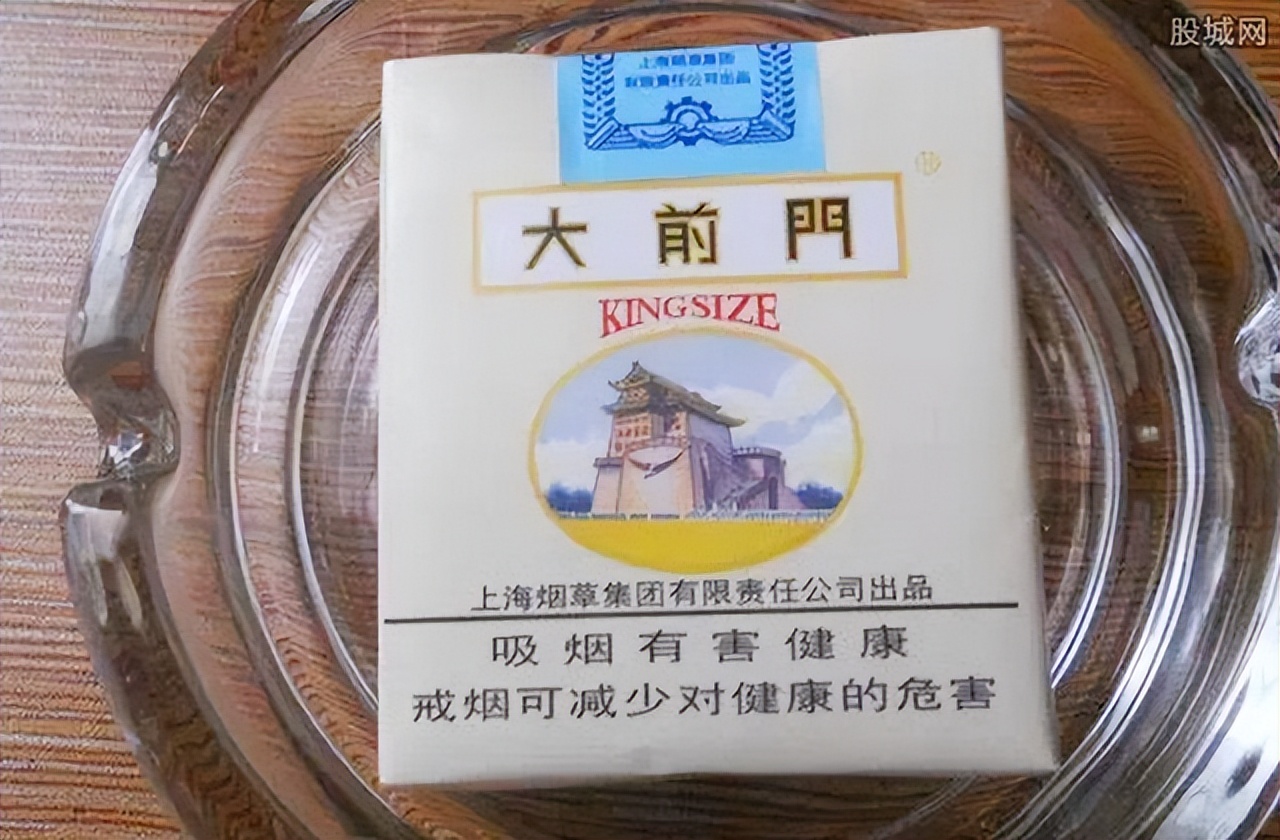 股城网
上海烟草集团
有限责任公司出品
大前門
KING SIZE
上海烟草集团有限责任公司出品
吸烟有害健康
戒烟可减少对健康的危害